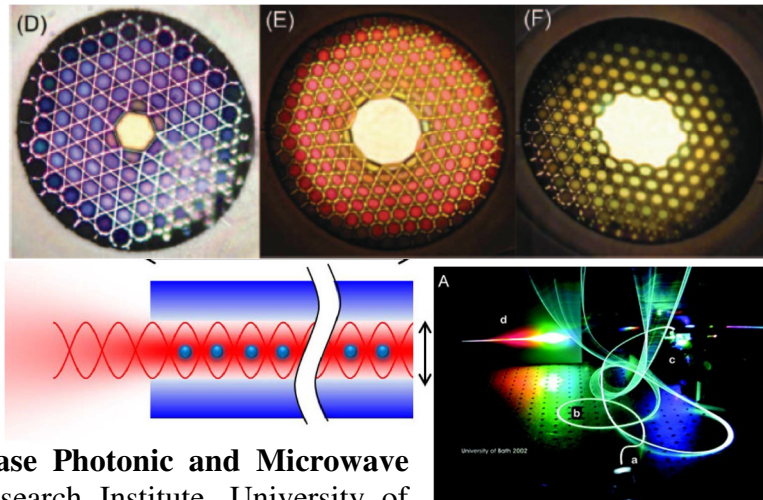 (D) (E) (F)
A
d
c
b
University of Bath 2002
a
ase Photonic and Microwave
search Institute, University of